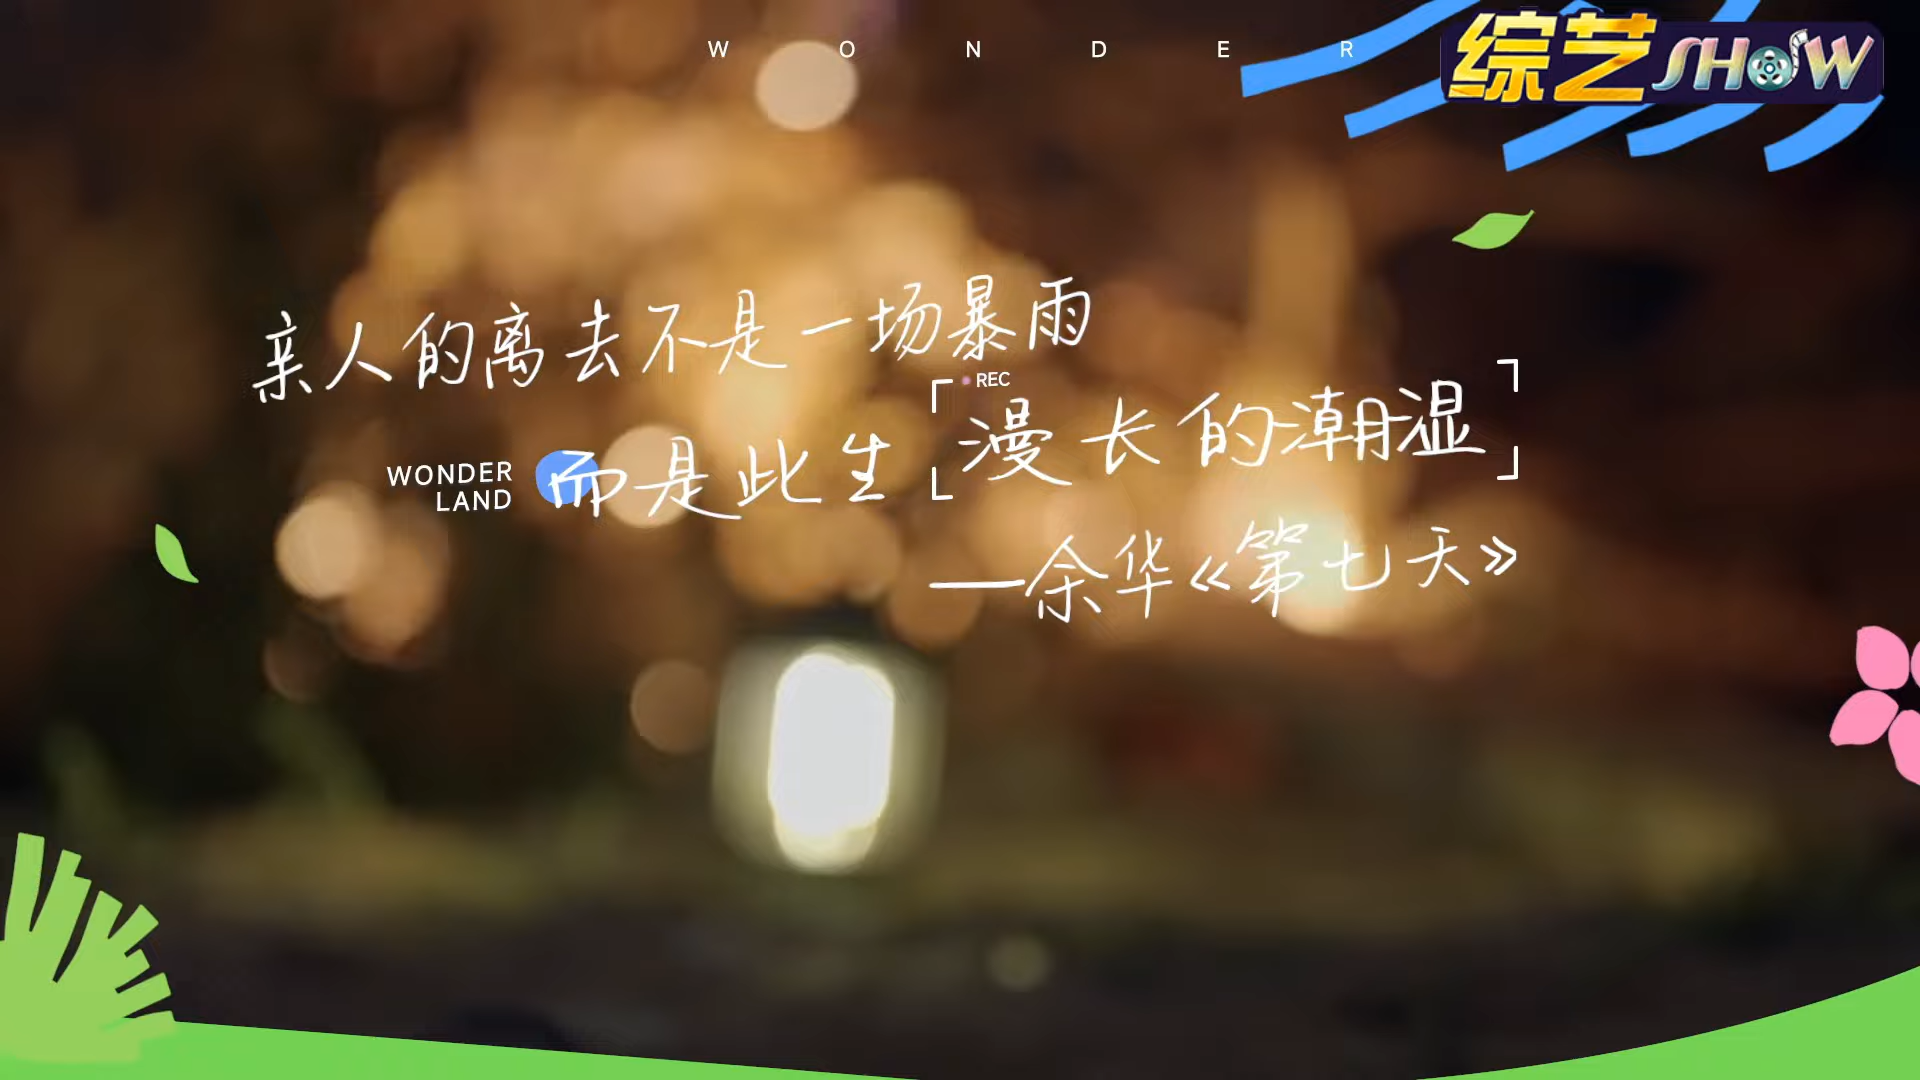 WONDER
综艺SHOW
亲人的离去不是一场暴雨
REC
WONDER
LAND
而是此生漫长的潮湿
—余华《第七天》